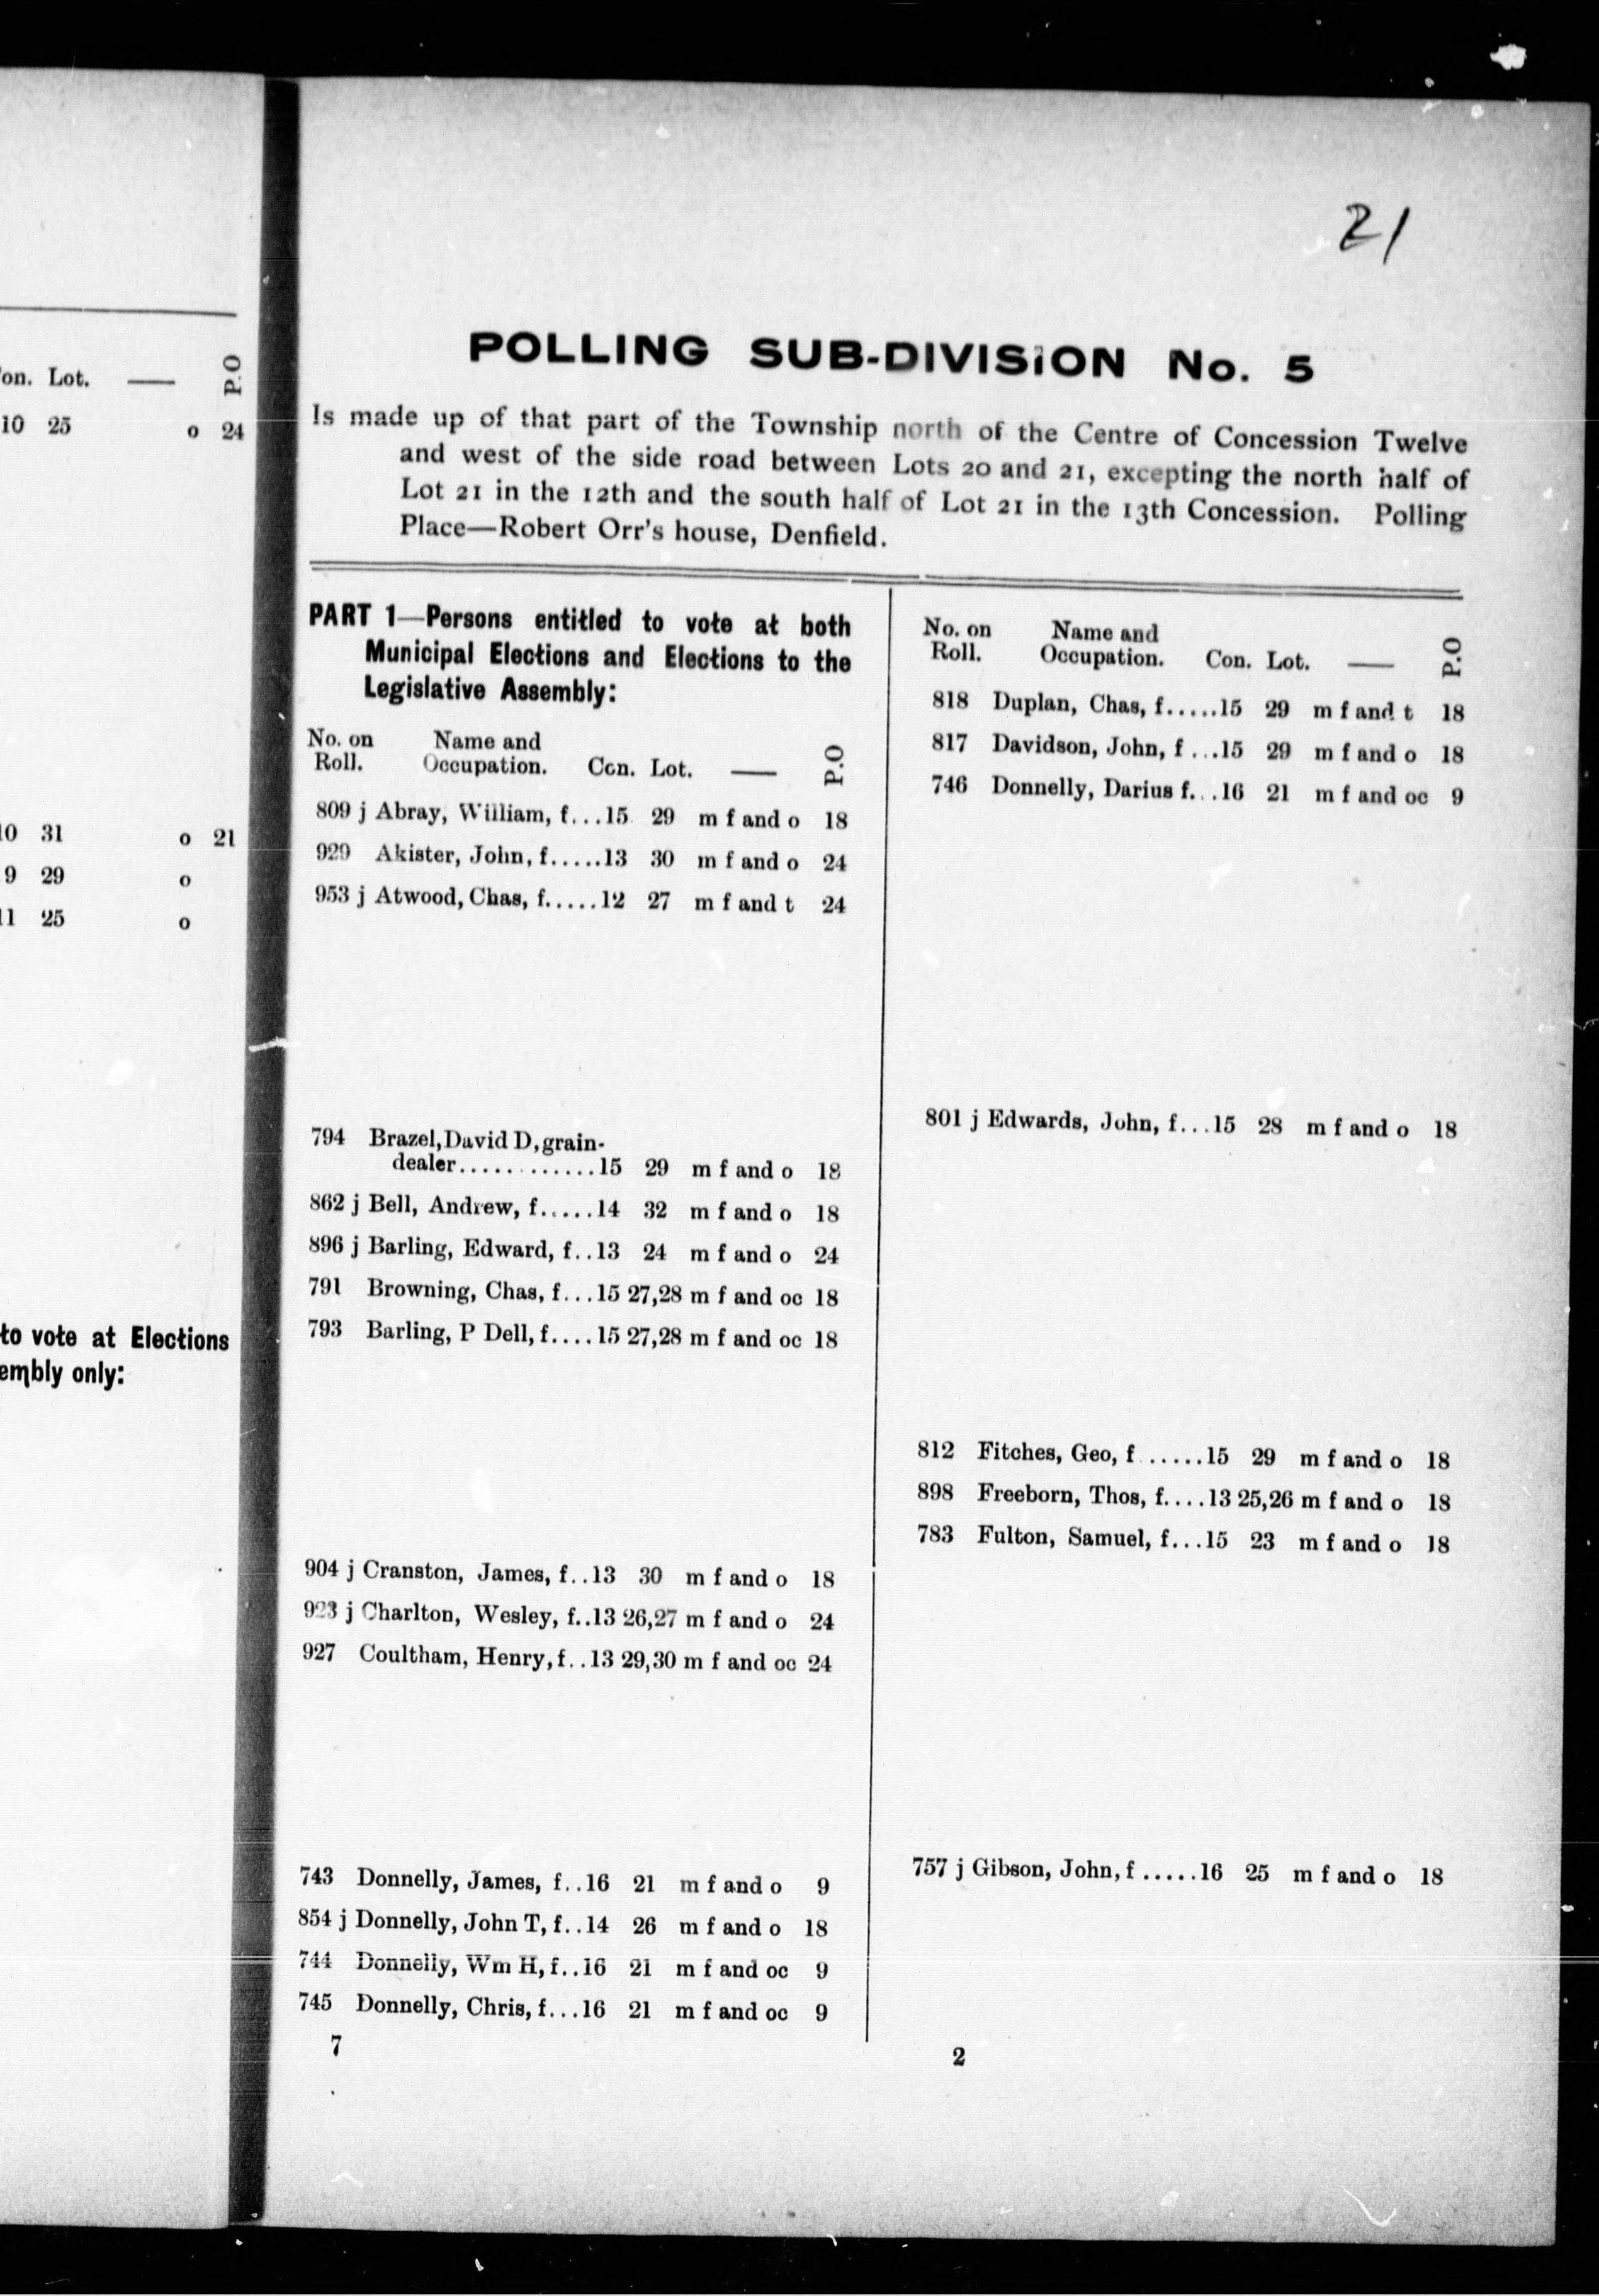 on. Lot. — P.O
10 25 o 24
10 31 o 21
9 29 o
11 25 o
to vote at Elections
embly only:
21
POLLING SUB-DIVISION No. 5
Is made up of that part of the Township north of the Centre of Concession Twelve
and west of the side road between Lots 20 and 21, excepting the north half of
Lot 21 in the 12th and the south half of Lot 21 in the 13th Concession. Polling
Place—Robert Orr's house, Denfield.
PART 1—Persons entitled to vote at both
Municipal Elections and Elections to the
Legislative Assembly:
No. on Name and
Roll. Occupation. Con. Lot. — P.O
809 j Abray, William, f...15 29 m f and o 18
929 Akister, John, f.....13 30 m f and o 24
953 j Atwood, Chas, f.....12 27 m f and t 24
794 Brazel, David D, grain-
dealer............15 29 m f and o 18
862 j Bell, Andrew, f.....14 32 m f and o 18
896 j Barling, Edward, f..13 24 m f and o 24
791 Browning, Chas, f...15 27,28 m f and oc 18
793 Barling, P Dell, f....15 27,28 m f and oc 18
904 j Cranston, James, f..13 30 m f and o 18
923 j Charlton, Wesley, f..13 26,27 m f and o 24
927 Coultham, Henry, f..13 29,30 m f and oc 24
743 Donnelly, James, f..16 21 m f and o 9
854 j Donnelly, John T, f..14 26 m f and o 18
744 Donnelly, Wm H, f..16 21 m f and oc 9
745 Donnelly, Chris, f...16 21 m f and oc 9
7
No. on Name and
Roll. Occupation. Con. Lot. — P.O
818 Duplan, Chas, f.....15 29 m f and t 18
817 Davidson, John, f ...15 29 m f and o 18
746 Donnelly, Darius f...16 21 m f and oc 9
801 j Edwards, John, f...15 28 m f and o 18
812 Fitches, Geo, f ......15 29 m f and o 18
898 Freeborn, Thos, f....13 25,26 m f and o 18
783 Fulton, Samuel, f...15 23 m f and o 18
757 j Gibson, John, f .....16 25 m f and o 18
2